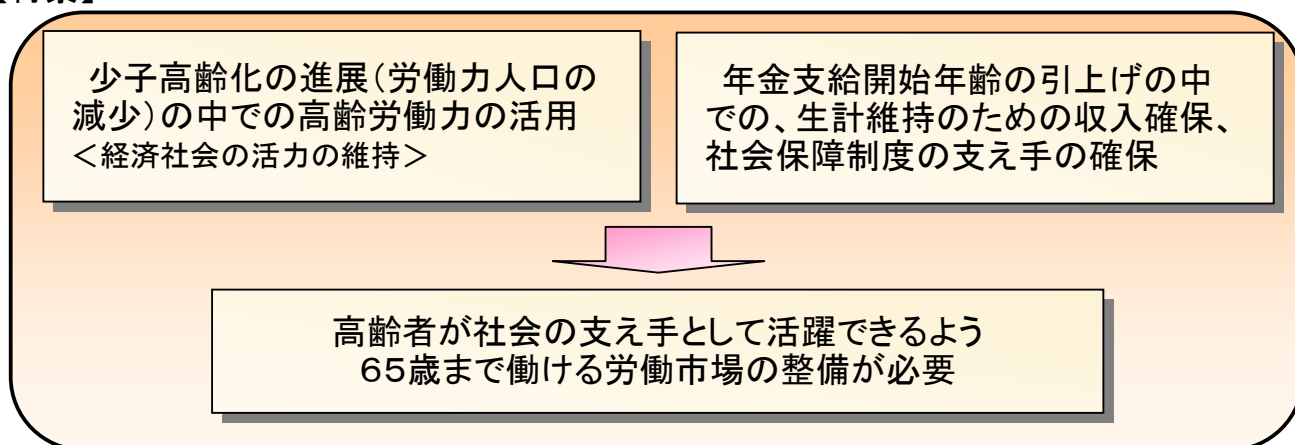 少子高齢化の進展(労働力人口の
減少)の中での高齢労働力の活用
<経済社会の活力の維持>
年金支給開始年齢の引上げの中
での、生計維持のための収入確保、
社会保障制度の支え手の確保
高齢者が社会の支え手として活躍できるよう
65歳まで働ける労働市場の整備が必要